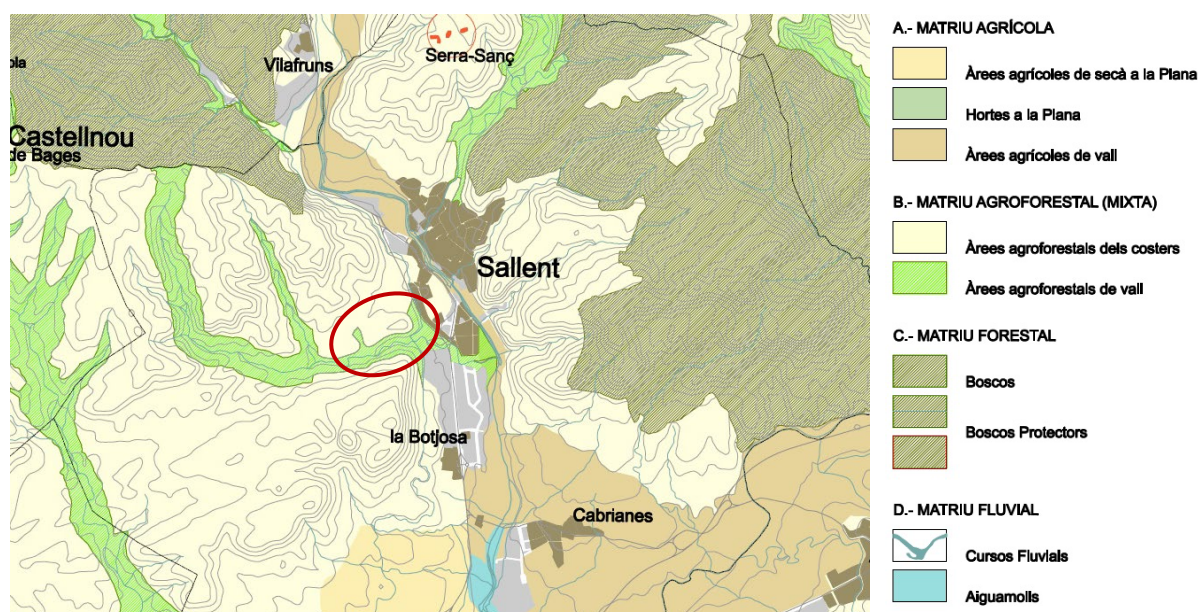 Vilafruns
Serra-Sanç
ola
Castellnou
de Bages
Sallent
la Botjosa
Cabrianes
A.- MATRIU AGRÍCOLA
Àrees agrícoles de secà a la Plana
Hortes a la Plana
Àrees agrícoles de vall
B.- MATRIU AGROFORESTAL (MIXTA)
Àrees agroforestals dels costers
Àrees agroforestals de vall
C.- MATRIU FORESTAL
Boscos
Boscos Protectors
D.- MATRIU FLUVIAL
Cursos Fluvials
Aiguamolls